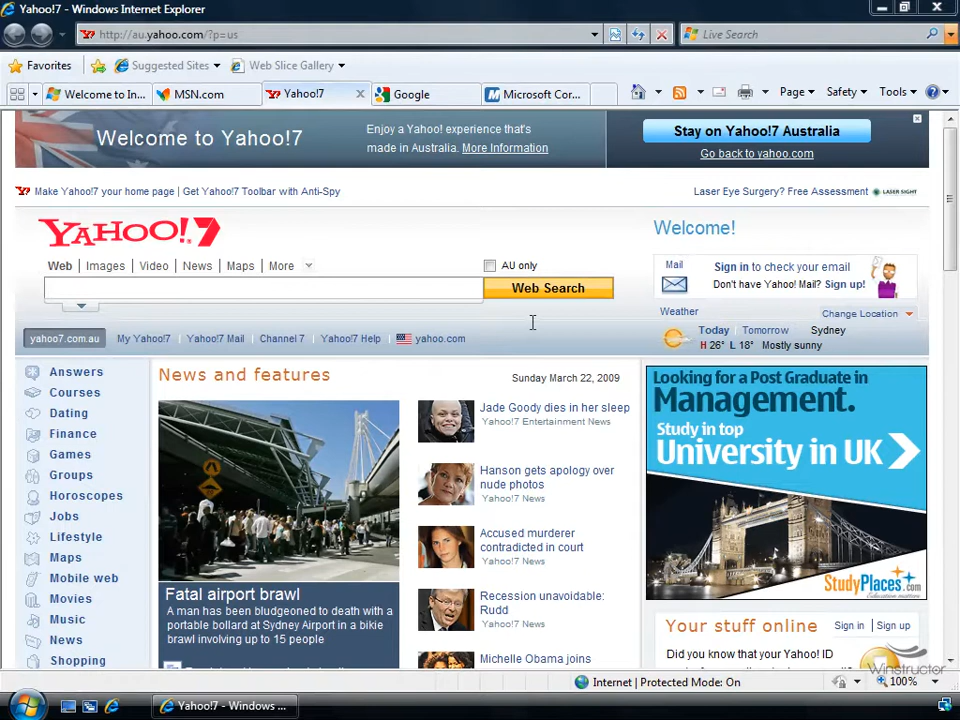 Yahoo!7 - Windows Internet Explorer
http://au.yahoo.com/?p=us
Live Search
Favorites
Suggested Sites
Web Slice Gallery
Welcome to In...
MSN.com
Yahoo!7
Google
Microsoft Cor...
Page
Safety
Tools
Welcome to Yahoo!7
Enjoy a Yahoo! experience that's
made in Australia. More Information
Stay on Yahoo!7 Australia
Go back to yahoo.com
Make Yahoo!7 your home page | Get Yahoo!7 Toolbar with Anti-Spy
Laser Eye Surgery? Free Assessment
LASER SIGHT
YAHOO!7
Welcome!
Web | Images | Video | News | Maps | More
AU only
Web Search
Mail
Sign in to check your email
Don't have Yahoo! Mail? Sign up!
Weather
Change Location
Today
Tomorrow
Sydney
H 26° L 18° Mostly sunny
yahoo7.com.au
My Yahoo!7
Yahoo!7 Mail
Channel 7
Yahoo!7 Help
yahoo.com
Answers
Courses
Dating
Finance
Games
Groups
Horoscopes
Jobs
Lifestyle
Maps
Mobile web
Movies
Music
News
Shopping
News and features
Sunday March 22, 2009
Fatal airport brawl
A man has been bludgeoned to death with a
portable bollard at Sydney Airport in a bikie
brawl involving up to 15 people
Jade Goody dies in her sleep
Yahoo!7 Entertainment News
Hanson gets apology over
nude photos
Yahoo!7 News
Accused murderer
contradicted in court
Yahoo!7 News
Recession unavoidable:
Rudd
Yahoo!7 News
Michelle Obama joins
Looking for a Post Graduate in
Management.
Study in top
University in UK
StudyPlaces.com
Your stuff online
Sign in | Sign up
Did you know that your Yahoo! ID
Winstructor
Internet | Protected Mode: On
100%
Yahoo!7 - Windows ...